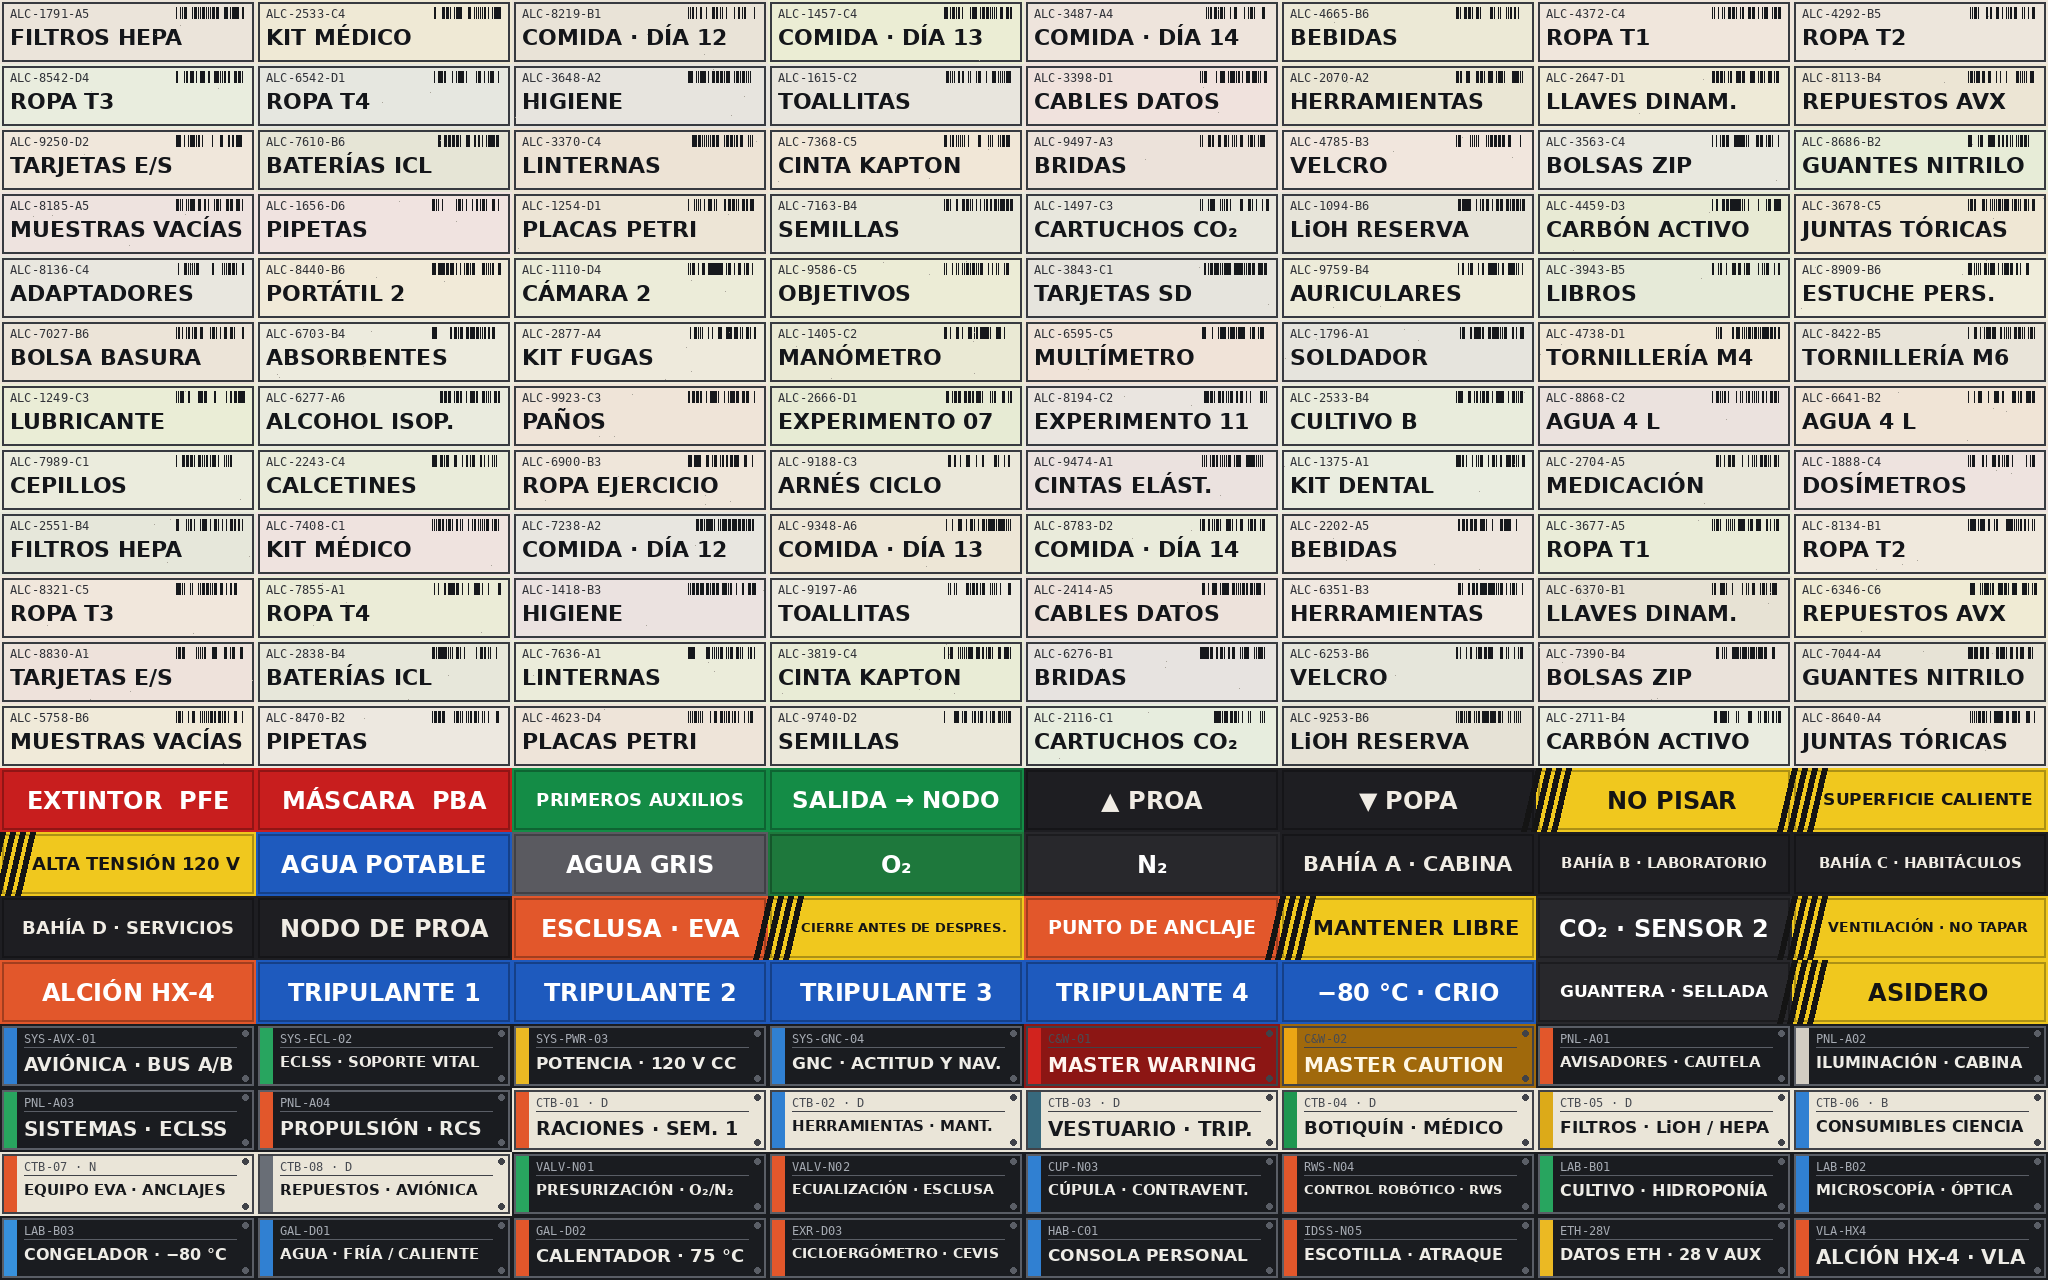 ALC-1791-A5
FILTROS HEPA
ALC-2533-C4
KIT MÉDICO
ALC-8219-B1
COMIDA · DÍA 12
ALC-1457-C4
COMIDA · DÍA 13
ALC-3487-A4
COMIDA · DÍA 14
ALC-4665-B6
BEBIDAS
ALC-4372-C4
ROPA T1
ALC-4292-B5
ROPA T2
ALC-8542-D4
ROPA T3
ALC-6542-D1
ROPA T4
ALC-3648-A2
HIGIENE
ALC-1615-C2
TOALLITAS
ALC-3398-D1
CABLES DATOS
ALC-2070-A2
HERRAMIENTAS
ALC-2647-D1
LLAVES DINAM.
ALC-8113-B4
REPUESTOS AVX
ALC-9250-D2
TARJETAS E/S
ALC-7610-B6
BATERÍAS ICL
ALC-3370-C4
LINTERNAS
ALC-7368-C5
CINTA KAPTON
ALC-9497-A3
BRIDAS
ALC-4785-B3
VELCRO
ALC-3563-C4
BOLSAS ZIP
ALC-8686-B2
GUANTES NITRILO
ALC-8185-A5
MUESTRAS VACÍAS
ALC-1656-D6
PIPETAS
ALC-1254-D1
PLACAS PETRI
ALC-7163-B4
SEMILLAS
ALC-1497-C3
CARTUCHOS CO₂
ALC-1094-B6
LiOH RESERVA
ALC-4459-D3
CARBÓN ACTIVO
ALC-3678-C5
JUNTAS TÓRICAS
ALC-8136-C4
ADAPTADORES
ALC-8440-B6
PORTÁTIL 2
ALC-1110-D4
CÁMARA 2
ALC-9586-C5
OBJETIVOS
ALC-3843-C1
TARJETAS SD
ALC-9759-B4
AURICULARES
ALC-3943-B5
LIBROS
ALC-8909-B6
ESTUCHE PERS.
ALC-7027-B6
BOLSA BASURA
ALC-6703-B4
ABSORBENTES
ALC-2877-A4
KIT FUGAS
ALC-1405-C2
MANÓMETRO
ALC-6595-C5
MULTÍMETRO
ALC-1796-A1
SOLDADOR
ALC-4738-D1
TORNILLERÍA M4
ALC-8422-B5
TORNILLERÍA M6
ALC-1249-C3
LUBRICANTE
ALC-6277-A6
ALCOHOL ISOP.
ALC-9923-C3
PAÑOS
ALC-2666-D1
EXPERIMENTO 07
ALC-8194-C2
EXPERIMENTO 11
ALC-2533-B4
CULTIVO B
ALC-8868-C2
AGUA 4 L
ALC-6641-B2
AGUA 4 L
ALC-7989-C1
CEPILLOS
ALC-2243-C4
CALCETINES
ALC-6900-B3
ROPA EJERCICIO
ALC-9188-C3
ARNÉS CICLO
ALC-9474-A1
CINTAS ELÁST.
ALC-1375-A1
KIT DENTAL
ALC-2704-A5
MEDICACIÓN
ALC-1888-C4
DOSÍMETROS
ALC-2551-B4
FILTROS HEPA
ALC-7408-C1
KIT MÉDICO
ALC-7238-A2
COMIDA · DÍA 12
ALC-9348-A6
COMIDA · DÍA 13
ALC-8783-D2
COMIDA · DÍA 14
ALC-2202-A5
BEBIDAS
ALC-3677-A5
ROPA T1
ALC-8134-B1
ROPA T2
ALC-8321-C5
ROPA T3
ALC-7855-A1
ROPA T4
ALC-1418-B3
HIGIENE
ALC-9197-A6
TOALLITAS
ALC-2414-A5
CABLES DATOS
ALC-6351-B3
HERRAMIENTAS
ALC-6370-B1
LLAVES DINAM.
ALC-6346-C6
REPUESTOS AVX
ALC-8830-A1
TARJETAS E/S
ALC-2838-B4
BATERÍAS ICL
ALC-7636-A1
LINTERNAS
ALC-3819-C4
CINTA KAPTON
ALC-6276-B1
BRIDAS
ALC-6253-B6
VELCRO
ALC-7390-B4
BOLSAS ZIP
ALC-7044-A4
GUANTES NITRILO
ALC-5758-B6
MUESTRAS VACÍAS
ALC-8470-B2
PIPETAS
ALC-4623-D4
PLACAS PETRI
ALC-9740-D2
SEMILLAS
ALC-2116-C1
CARTUCHOS CO₂
ALC-9253-B6
LiOH RESERVA
ALC-2711-B4
CARBÓN ACTIVO
ALC-8640-A4
JUNTAS TÓRICAS
EXTINTOR PFE
MÁSCARA PBA
PRIMEROS AUXILIOS
SALIDA → NODO
▲ PROA
▼ POPA
NO PISAR
SUPERFICIE CALIENTE
ALTA TENSIÓN 120 V
AGUA POTABLE
AGUA GRIS
O₂
N₂
BAHÍA A · CABINA
BAHÍA B · LABORATORIO
BAHÍA C · HABITÁCULOS
BAHÍA D · SERVICIOS
NODO DE PROA
ESCLUSA · EVA
CIERRE ANTES DE DESPRES.
PUNTO DE ANCLAJE
MANTENER LIBRE
CO₂ · SENSOR 2
VENTILACIÓN · NO TAPAR
ALCIÓN HX-4
TRIPULANTE 1
TRIPULANTE 2
TRIPULANTE 3
TRIPULANTE 4
−80 °C · CRIO
GUANTERA · SELLADA
ASIDERO
SYS-AVX-01
AVIÓNICA · BUS A/B
SYS-ECL-02
ECLSS · SOPORTE VITAL
SYS-PWR-03
POTENCIA · 120 V CC
SYS-GNC-04
GNC · ACTITUD Y NAV.
C&W-01
MASTER WARNING
C&W-02
MASTER CAUTION
PNL-A01
AVISADORES · CAUTELA
PNL-A02
ILUMINACIÓN · CABINA
PNL-A03
SISTEMAS · ECLSS
PNL-A04
PROPULSIÓN · RCS
CTB-01 · D
RACIONES · SEM. 1
CTB-02 · D
HERRAMIENTAS · MANT.
CTB-03 · D
VESTUARIO · TRIP.
CTB-04 · D
BOTIQUÍN · MÉDICO
CTB-05 · D
FILTROS · LiOH / HEPA
CTB-06 · B
CONSUMIBLES CIENCIA
CTB-07 · N
EQUIPO EVA · ANCLAJES
CTB-08 · D
REPUESTOS · AVIÓNICA
VALV-N01
PRESURIZACIÓN · O₂/N₂
VALV-N02
ECUALIZACIÓN · ESCLUSA
CUP-N03
CÚPULA · CONTRAVENT.
RWS-N04
CONTROL ROBÓTICO · RWS
LAB-B01
CULTIVO · HIDROPONÍA
LAB-B02
MICROSCOPÍA · ÓPTICA
LAB-B03
CONGELADOR · −80 °C
GAL-D01
AGUA · FRÍA / CALIENTE
GAL-D02
CALENTADOR · 75 °C
EXR-D03
CICLOERGÓMETRO · CEVIS
HAB-C01
CONSOLA PERSONAL
IDSS-N05
ESCOTILLA · ATRAQUE
ETH-28V
DATOS ETH · 28 V AUX
VLA-HX4
ALCIÓN HX-4 · VLA